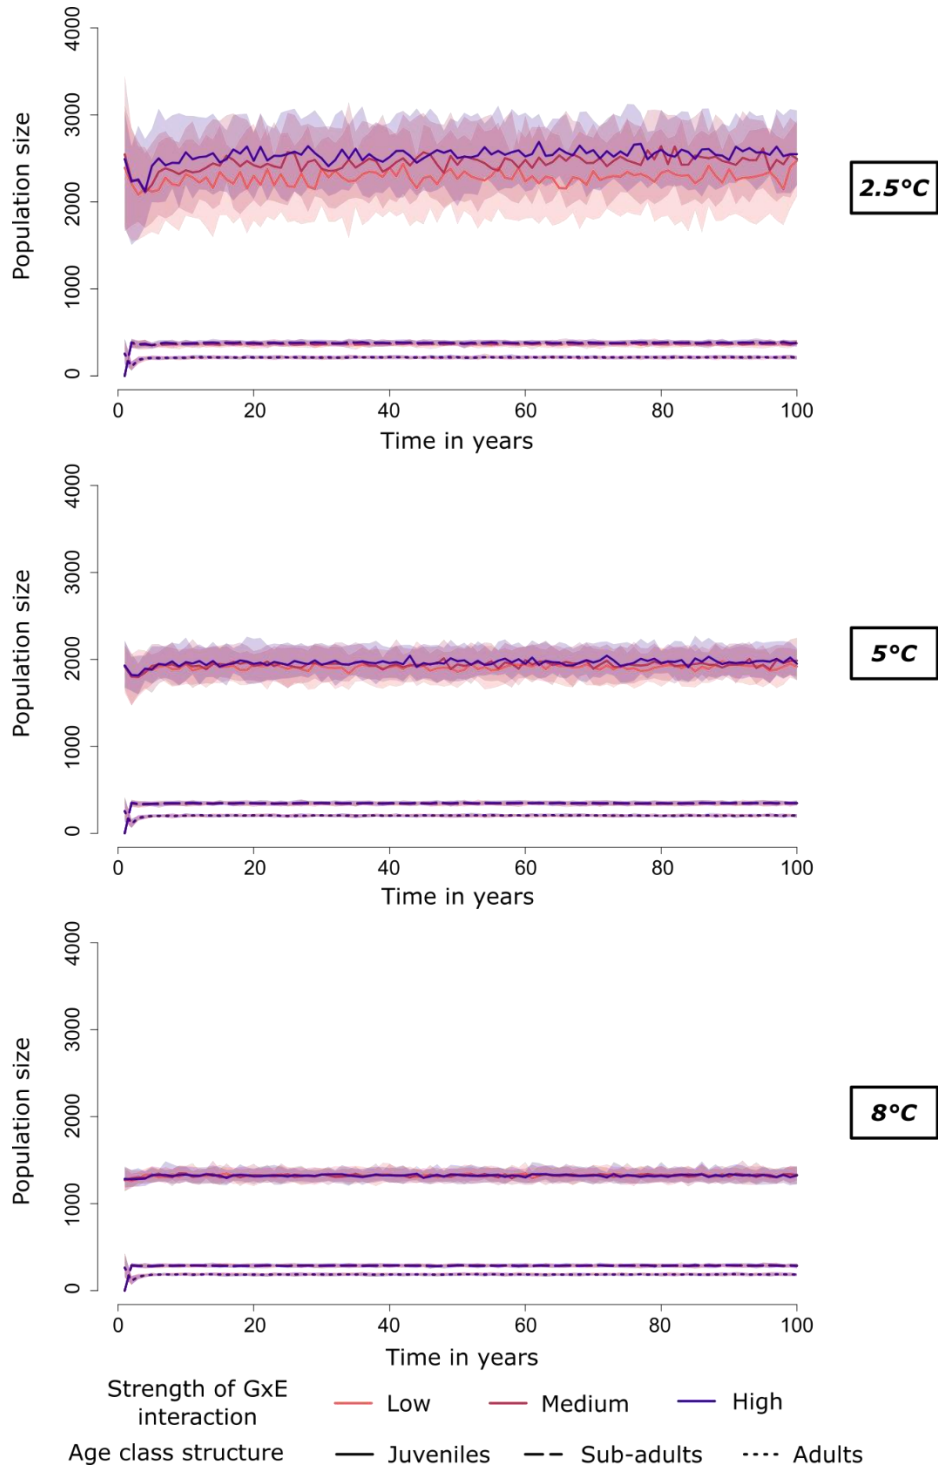 4000
3000
2000
1000
0
Population size
2.5°C
0 20 40 60 80 100
Time in years
4000
3000
2000
1000
0
Population size
5°C
0 20 40 60 80 100
Time in years
4000
3000
2000
1000
0
Population size
8°C
0 20 40 60 80 100
Time in years
Strength of GxE
interaction
Low Medium High
Age class structure Juveniles Sub-adults Adults